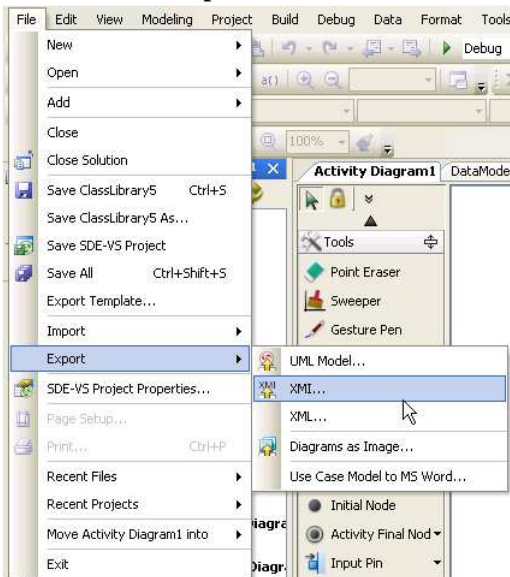 File Edit View Modeling Project Build Debug Data Format Tools
New
Debug
Open
a()
Add
Close
100%
Close Solution
Activity Diagram1 DataMode
Save ClassLibrary5 Ctrl+S
Save ClassLibrary5 As...
Save SDE-VS Project
Tools
Save All Ctrl+Shift+S
Point Eraser
Export Template...
Sweeper
Import
Gesture Pen
Export
UML Model...
SDE-VS Project Properties...
XMI XMI...
Page Setup...
XML...
Print... Ctrl+P
Diagrams as Image...
Recent Files
Use Case Model to MS Word...
Recent Projects
Initial Node
Move Activity Diagram1 into
iagra
Activity Final Nod
Exit
Diagr
Input Pin